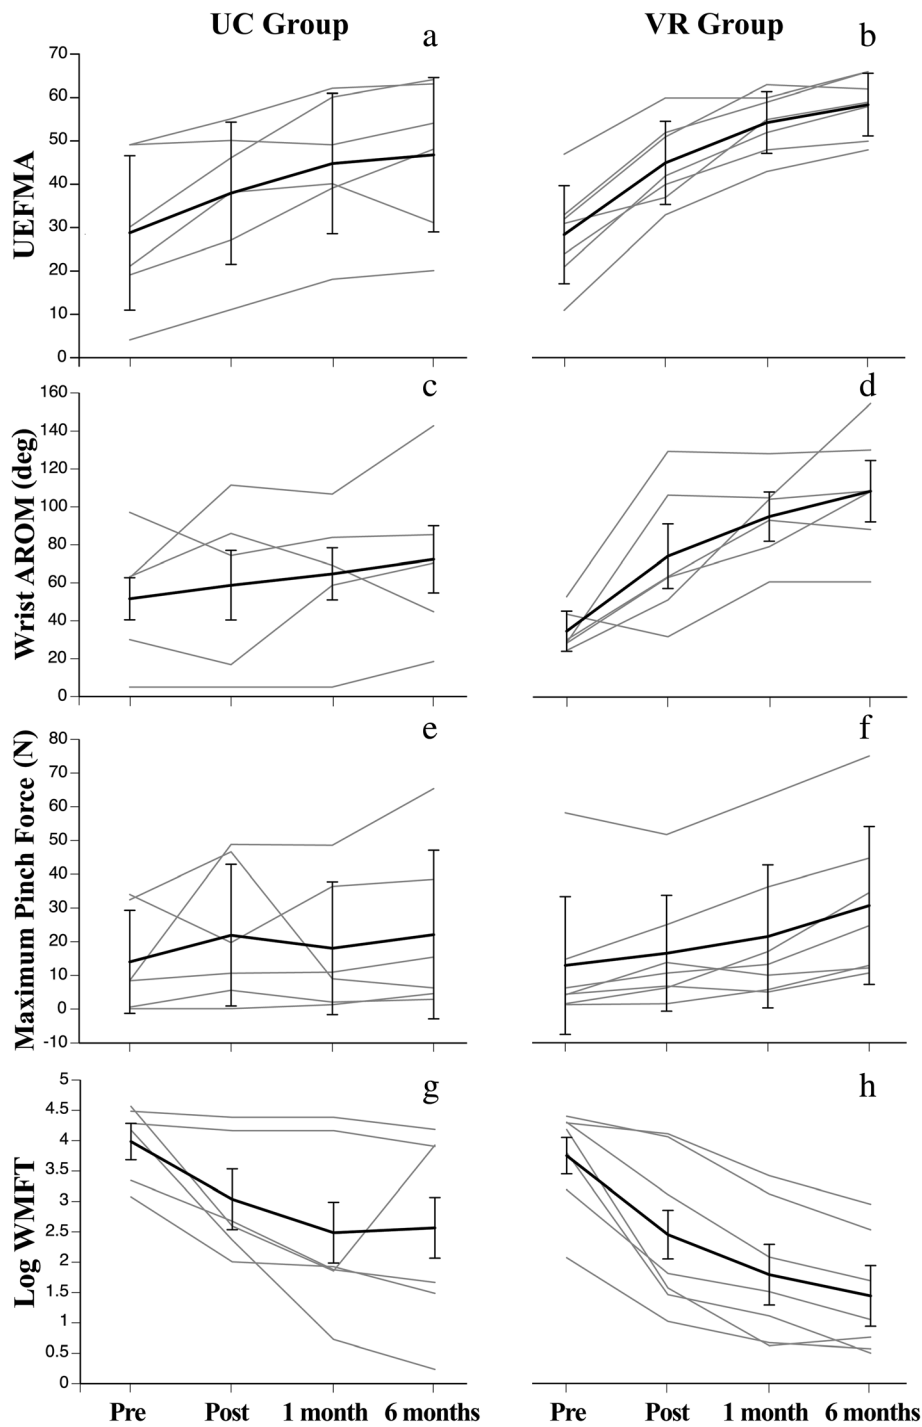 UC Group
VR Group
a
b
UEFMA
70
60
50
40
30
20
10
0
c
d
Wrist AROM (deg)
160
140
120
100
80
60
40
20
0
e
f
Maximum Pinch Force (N)
80
70
60
50
40
30
20
10
0
-10
g
h
Log WMFT
5
4.5
4
3.5
3
2.5
2
1.5
1
0.5
0
Pre Post 1 month 6 months
Pre Post 1 month 6 months